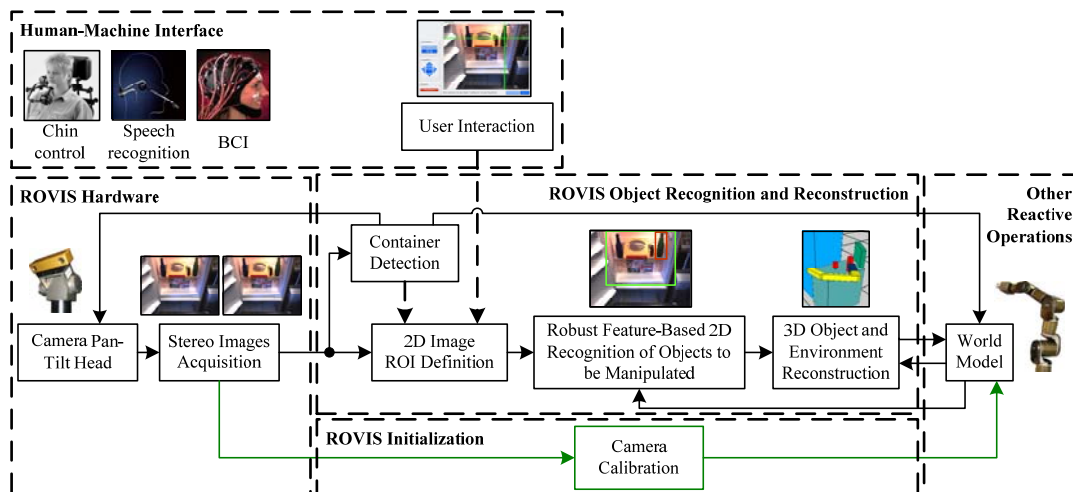 Human-Machine Interface
Chin
control
Speech
recognition
BCI
User Interaction
ROVIS Hardware
ROVIS Object Recognition and Reconstruction
Other
Reactive
Operations
Container
Detection
Camera Pan-
Tilt Head
Stereo Images
Acquisition
2D Image
ROI Definition
Robust Feature-Based 2D
Recognition of Objects to
be Manipulated
3D Object and
Environment
Reconstruction
World
Model
ROVIS Initialization
Camera
Calibration